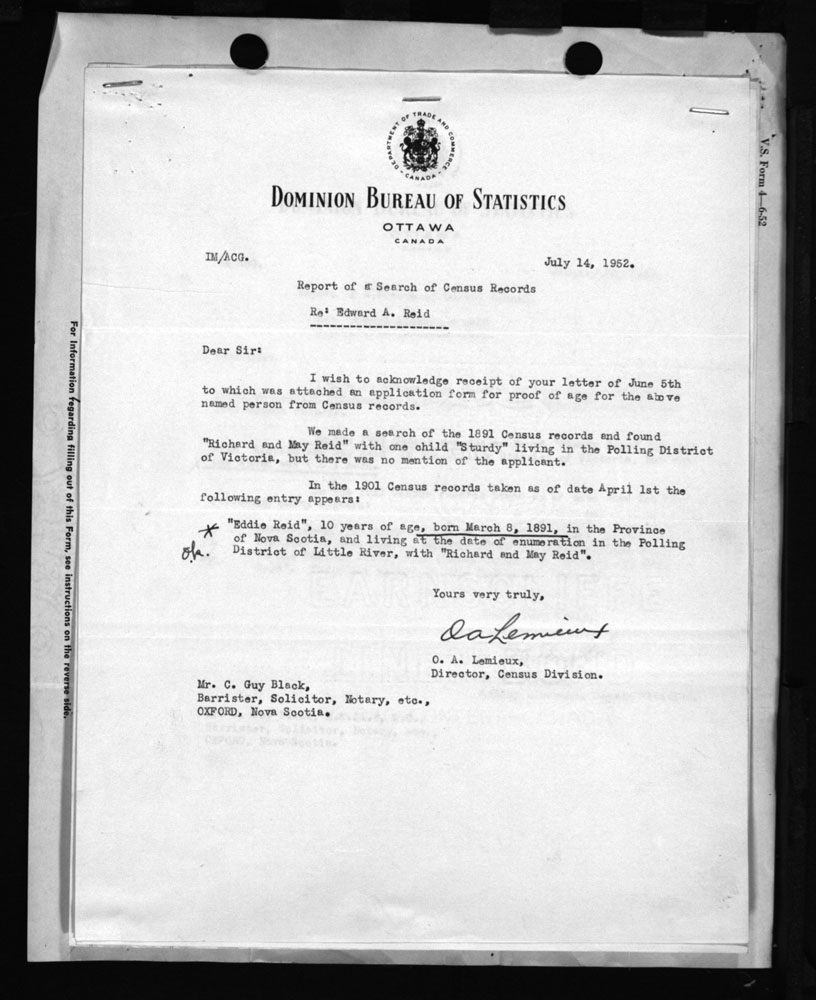 DEPARTMENT OF TRADE AND COMMERCE
CANADA
DOMINION BUREAU OF STATISTICS
OTTAWA
CANADA
IM/ACG.
July 14, 1952.
Report of a Search of Census Records
Re: Edward A. Reid
Dear Sir:
I wish to acknowledge receipt of your letter of June 5th
to which was attached an application form for proof of age for the above
named person from Census records.
We made a search of the 1891 Census records and found
"Richard and May Reid" with one child "Sturdy" living in the Polling District
of Victoria, but there was no mention of the applicant.
In the 1901 Census records taken as of date April 1st the
following entry appears:
* "Eddie Reid", 10 years of age, born March 8, 1891, in the Province
of Nova Scotia, and living at the date of enumeration in the Polling
ok. District of Little River, with "Richard and May Reid".
Yours very truly,
O A Lemieux
O. A. Lemieux,
Director, Census Division.
Mr. C. Guy Black,
Barrister, Solicitor, Notary, etc.,
OXFORD, Nova Scotia.
For Information regarding filling out of this Form, see instructions on the reverse side.
V.S. Form 4—6-52